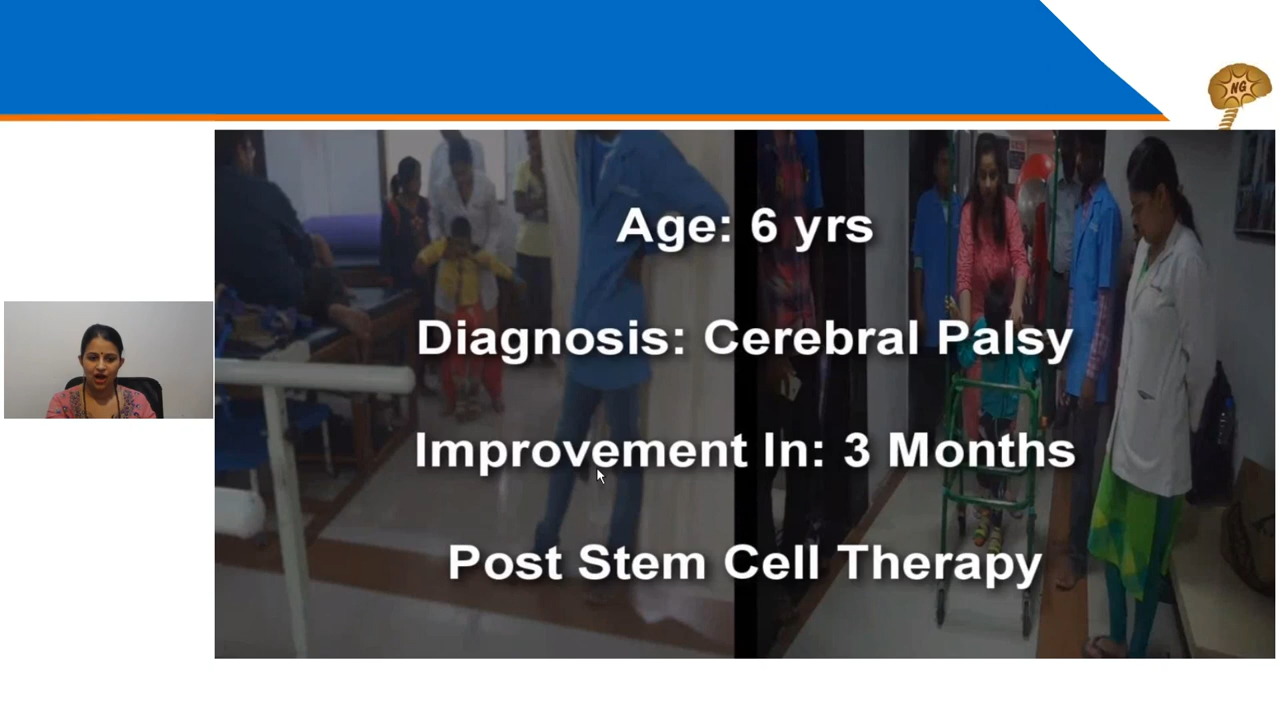 NG
Age: 6 yrs
Diagnosis: Cerebral Palsy
Improvement In: 3 Months
Post Stem Cell Therapy